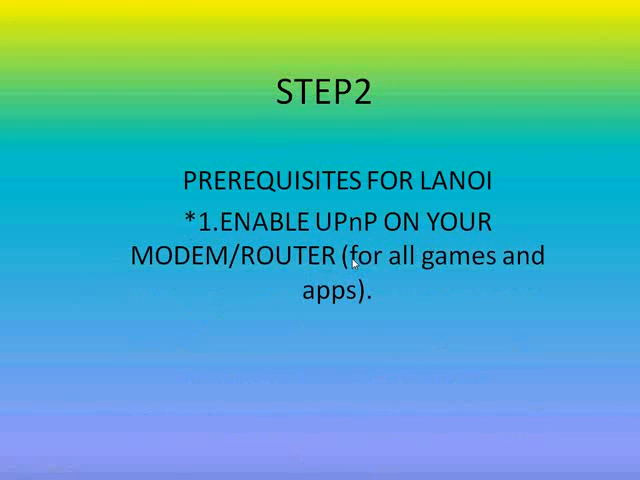 STEP2
PREREQUISITES FOR LANOI
*1.ENABLE UPnP ON YOUR
MODEM/ROUTER (for all games and
apps).